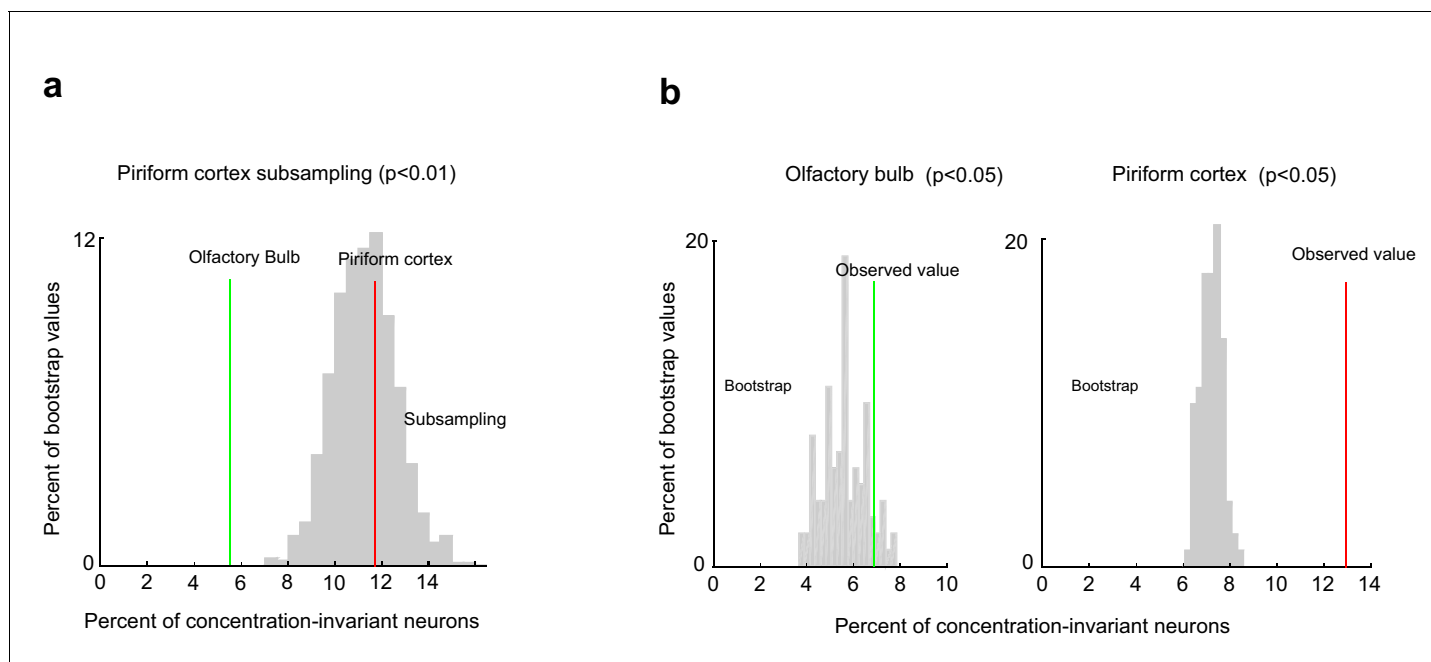 a
Piriform cortex subsampling (p<0.01)
12
Olfactory Bulb
Piriform cortex
Subsampling
Percent of bootstrap values
0
0 2 4 6 8 10 12 14
Percent of concentration-invariant neurons
b
Olfactory bulb (p<0.05)
20
Observed value
Bootstrap
Percent of bootstrap values
0
0 2 4 6 8 10
Piriform cortex (p<0.05)
20
Observed value
Bootstrap
0
0 2 4 6 8 10 12 14
Percent of concentration-invariant neurons